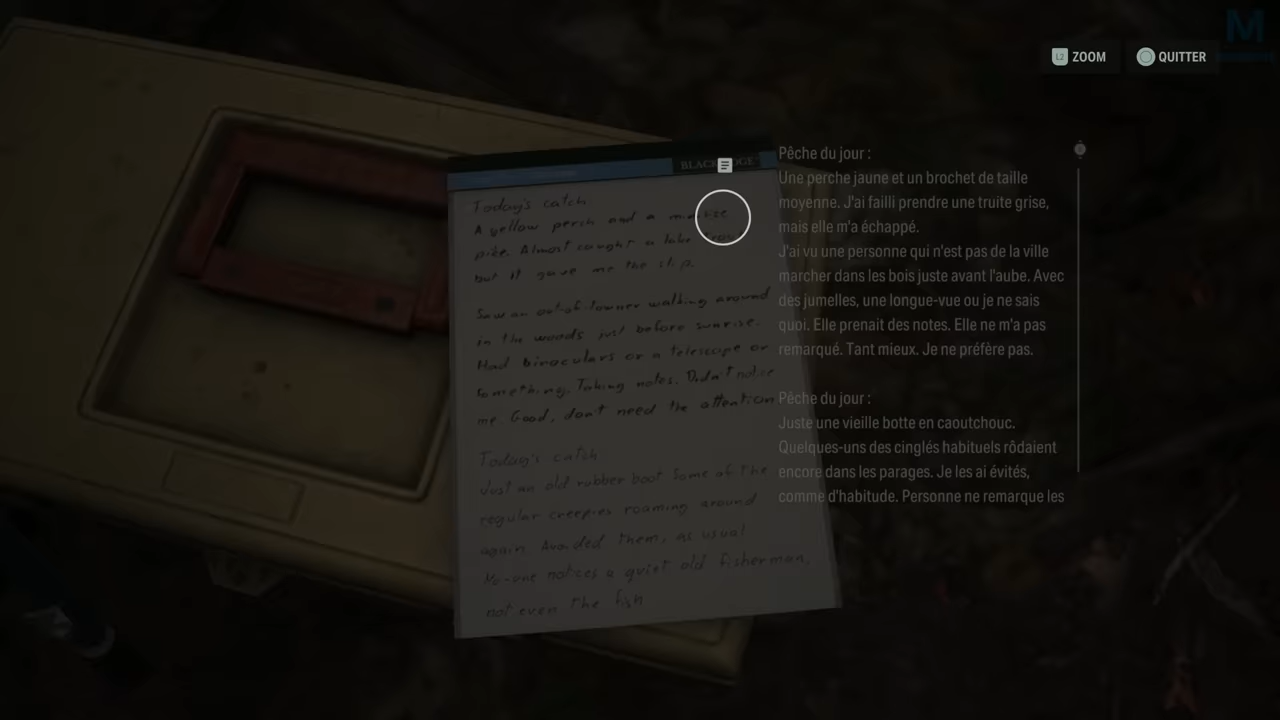 M
L2 ZOOM
QUITTER
BLACK DGE
Today's catch
A yellow perch and a mid-size
pike. Almost caught a lake trout
but it gave me the slip.
Saw an out-of-towner walking around
in the woods just before sunrise.
Had binoculars or a telescope or
something. Taking notes. Didn't notice
me. Good, don't need the attention
Today's catch
Just an old rubber boot Some of the
regular creepies roaming around
again. Avoided them, as usual
No-one notices a quiet old fisherman,
not even the fish
Pêche du jour :
Une perche jaune et un brochet de taille
moyenne. J'ai failli prendre une truite grise,
mais elle m'a échappé.
J'ai vu une personne qui n'est pas de la ville
marcher dans les bois juste avant l'aube. Avec
des jumelles, une longue-vue ou je ne sais
quoi. Elle prenait des notes. Elle ne m'a pas
remarqué. Tant mieux. Je ne préfère pas.
Pêche du jour :
Juste une vieille botte en caoutchouc.
Quelques-uns des cinglés habituels rôdaient
encore dans les parages. Je les ai évités,
comme d'habitude. Personne ne remarque les